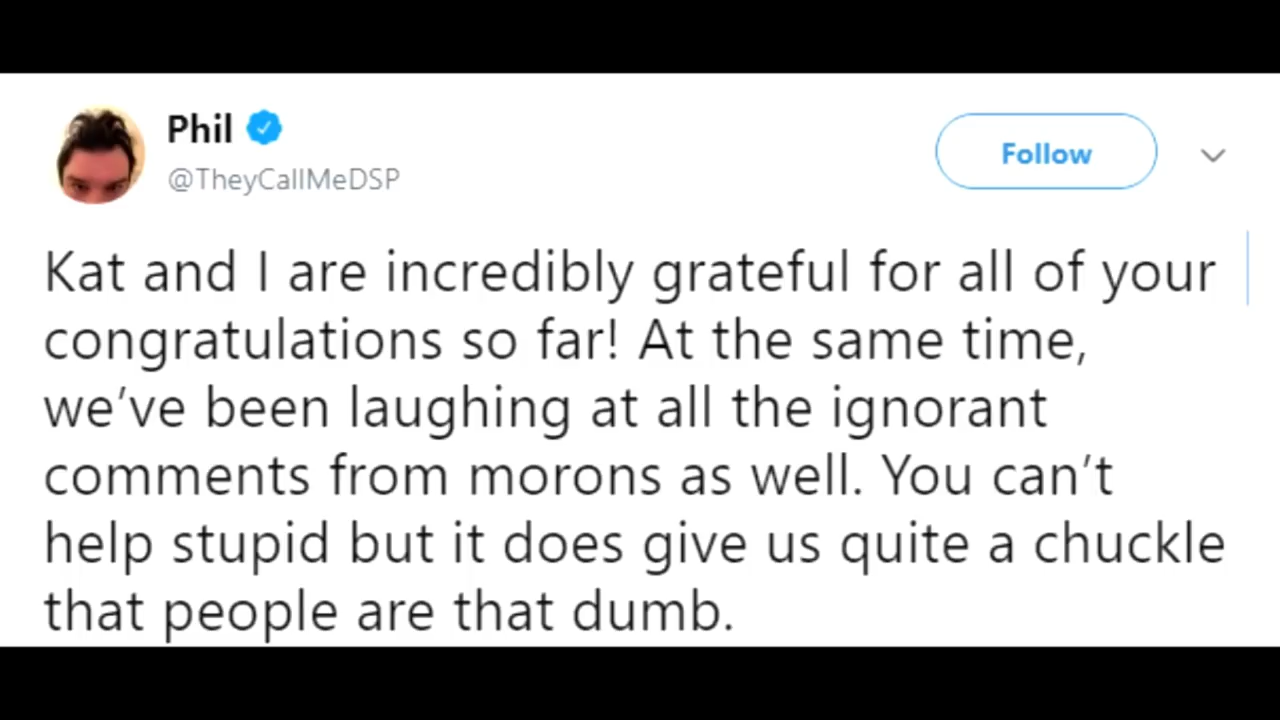 Phil
@TheyCallMeDSP
Follow
Kat and I are incredibly grateful for all of your
congratulations so far! At the same time,
we’ve been laughing at all the ignorant
comments from morons as well. You can’t
help stupid but it does give us quite a chuckle
that people are that dumb.